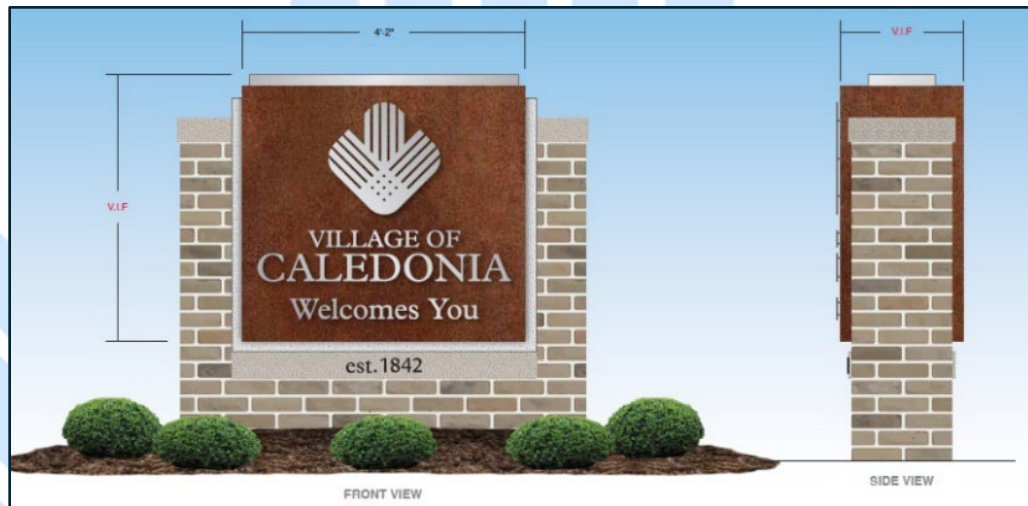 4'-2"
V.I.F
V.I.F
VILLAGE OF
CALEDONIA
Welcomes You
est.1842
FRONT VIEW
SIDE VIEW